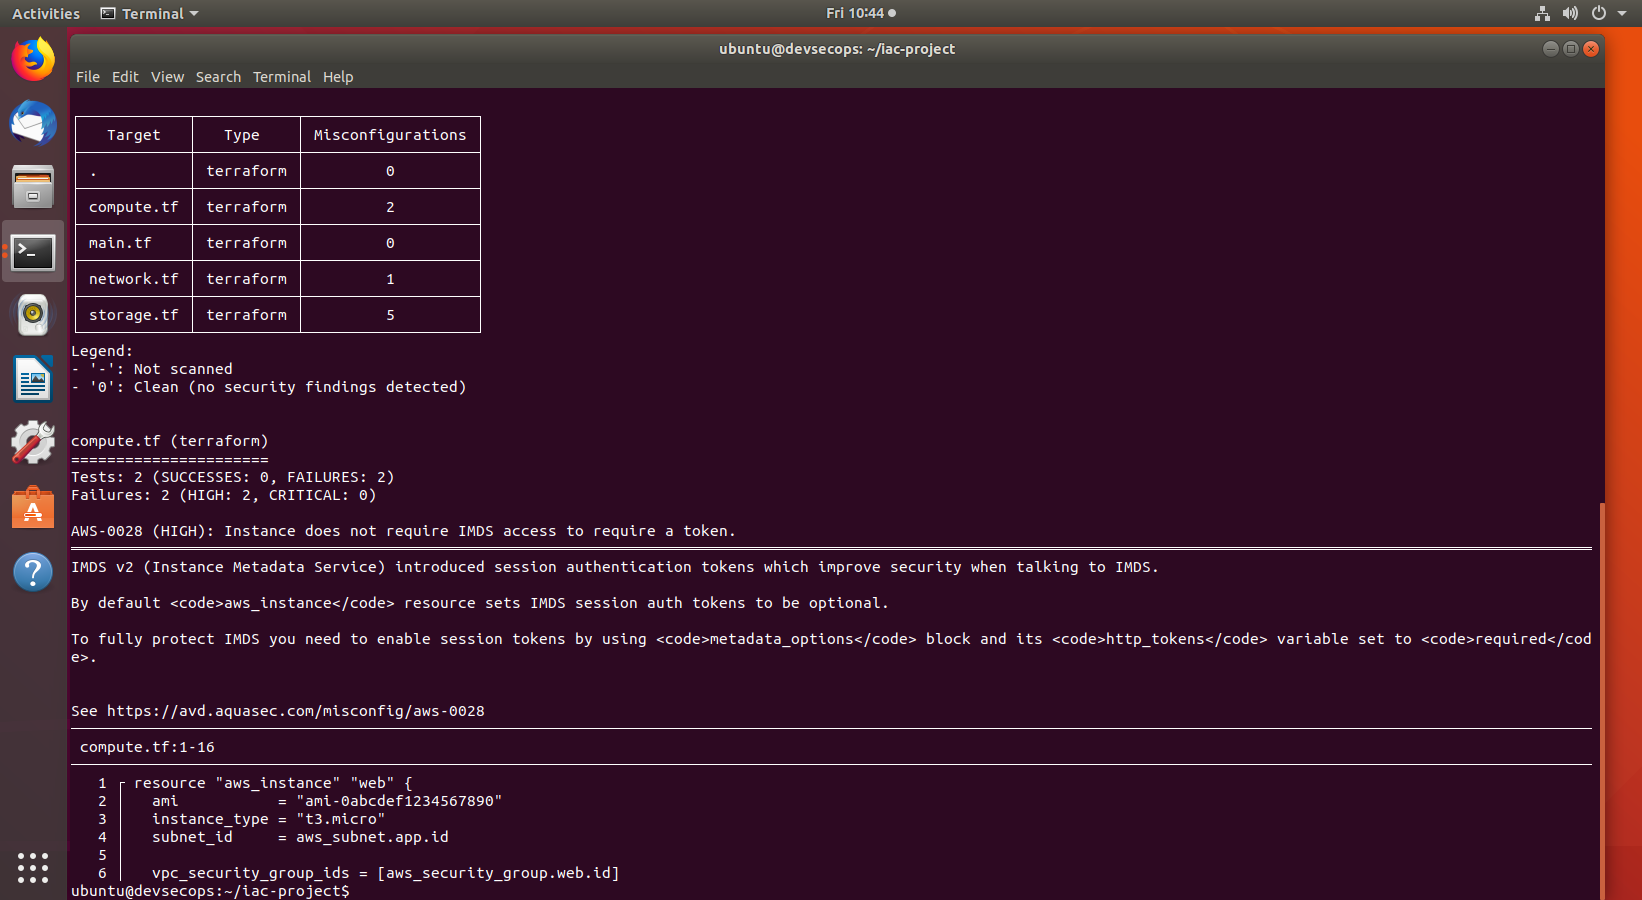 Activities Terminal Fri 10:44
ubuntu@devsecops: ~/iac-project
File Edit View Search Terminal Help
Target Type Misconfigurations
. terraform 0
compute.tf terraform 2
main.tf terraform 0
network.tf terraform 1
storage.tf terraform 5
Legend:
- '-': Not scanned
- '0': Clean (no security findings detected)
compute.tf (terraform)
======================
Tests: 2 (SUCCESSES: 0, FAILURES: 2)
Failures: 2 (HIGH: 2, CRITICAL: 0)
AWS-0028 (HIGH): Instance does not require IMDS access to require a token.
IMDS v2 (Instance Metadata Service) introduced session authentication tokens which improve security when talking to IMDS.
By default <code>aws_instance</code> resource sets IMDS session auth tokens to be optional.
To fully protect IMDS you need to enable session tokens by using <code>metadata_options</code> block and its <code>http_tokens</code> variable set to <code>required</cod
e>.
See https://avd.aquasec.com/misconfig/aws-0028
compute.tf:1-16
1 resource "aws_instance" "web" {
2 ami = "ami-0abcdef1234567890"
3 instance_type = "t3.micro"
4 subnet_id = aws_subnet.app.id
5
6 vpc_security_group_ids = [aws_security_group.web.id]
ubuntu@devsecops:~/iac-project$